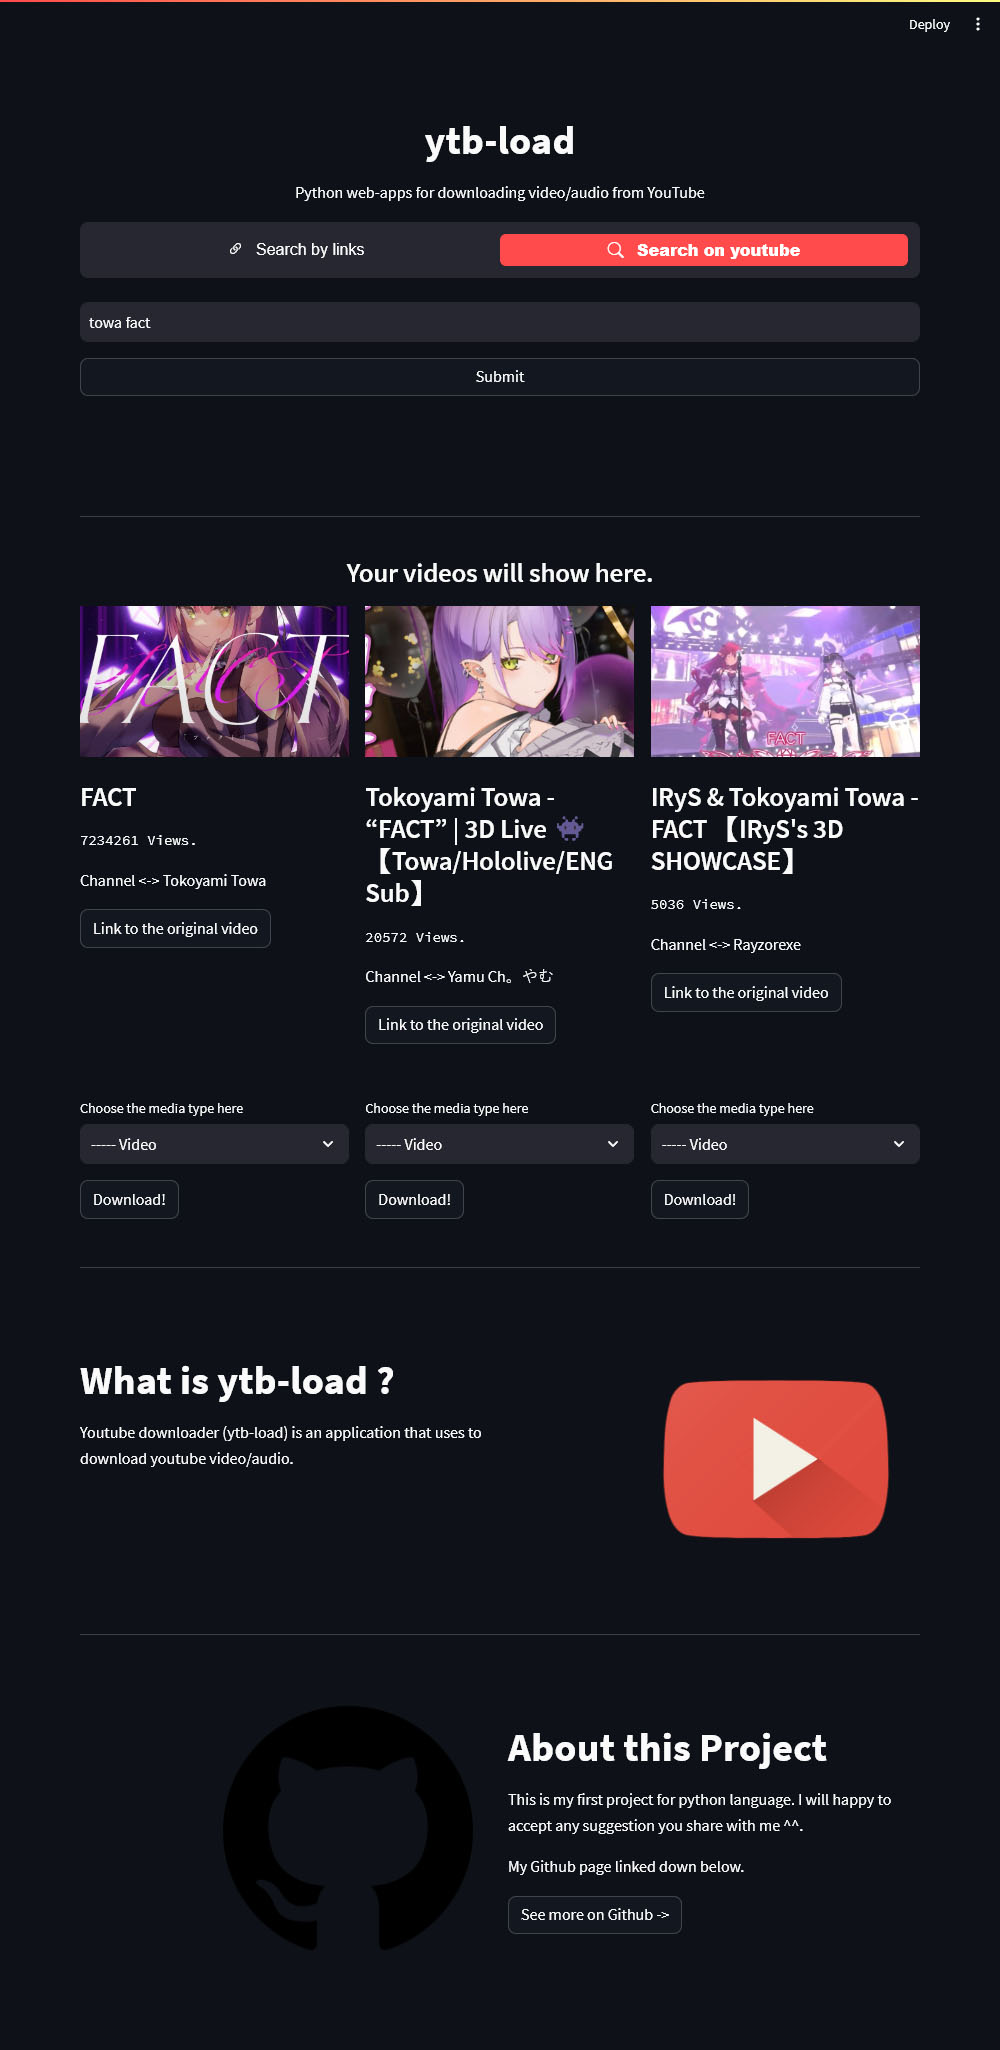 Deploy
ytb-load
Python web-apps for downloading video/audio from YouTube
Search by links
Search on youtube
towa fact
Submit
Your videos will show here.
FACT
FACT
FACT
7234261 Views.
Channel <-> Tokoyami Towa
Link to the original video
Tokoyami Towa -
“FACT” | 3D Live 👾
【Towa/Hololive/ENG
Sub】
20572 Views.
Channel <-> Yamu Ch。やむ
Link to the original video
IRyS & Tokoyami Towa -
FACT 【IRyS's 3D
SHOWCASE】
5036 Views.
Channel <-> Rayzorexe
Link to the original video
Choose the media type here
----- Video
Download!
Choose the media type here
----- Video
Download!
Choose the media type here
----- Video
Download!
What is ytb-load ?
Youtube downloader (ytb-load) is an application that uses to
download youtube video/audio.
About this Project
This is my first project for python language. I will happy to
accept any suggestion you share with me ^^.
My Github page linked down below.
See more on Github ->